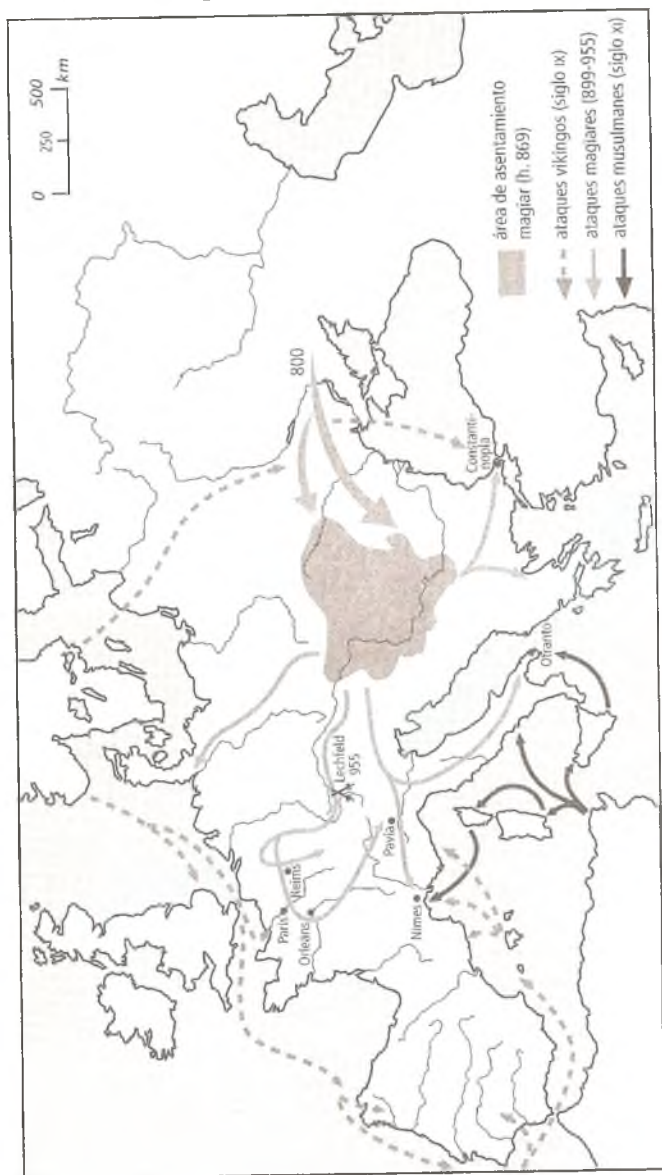 0 250 500 km
área de asentamiento
magiar (h. 869)
ataques vikingos (siglo IX)
ataques magiares (899-955)
ataques musulmanes (siglo XI)
800
Constanti-
nopla
Otranto
Lechfeld
955
Pavía
Reims
París
Orleáns
Nimes